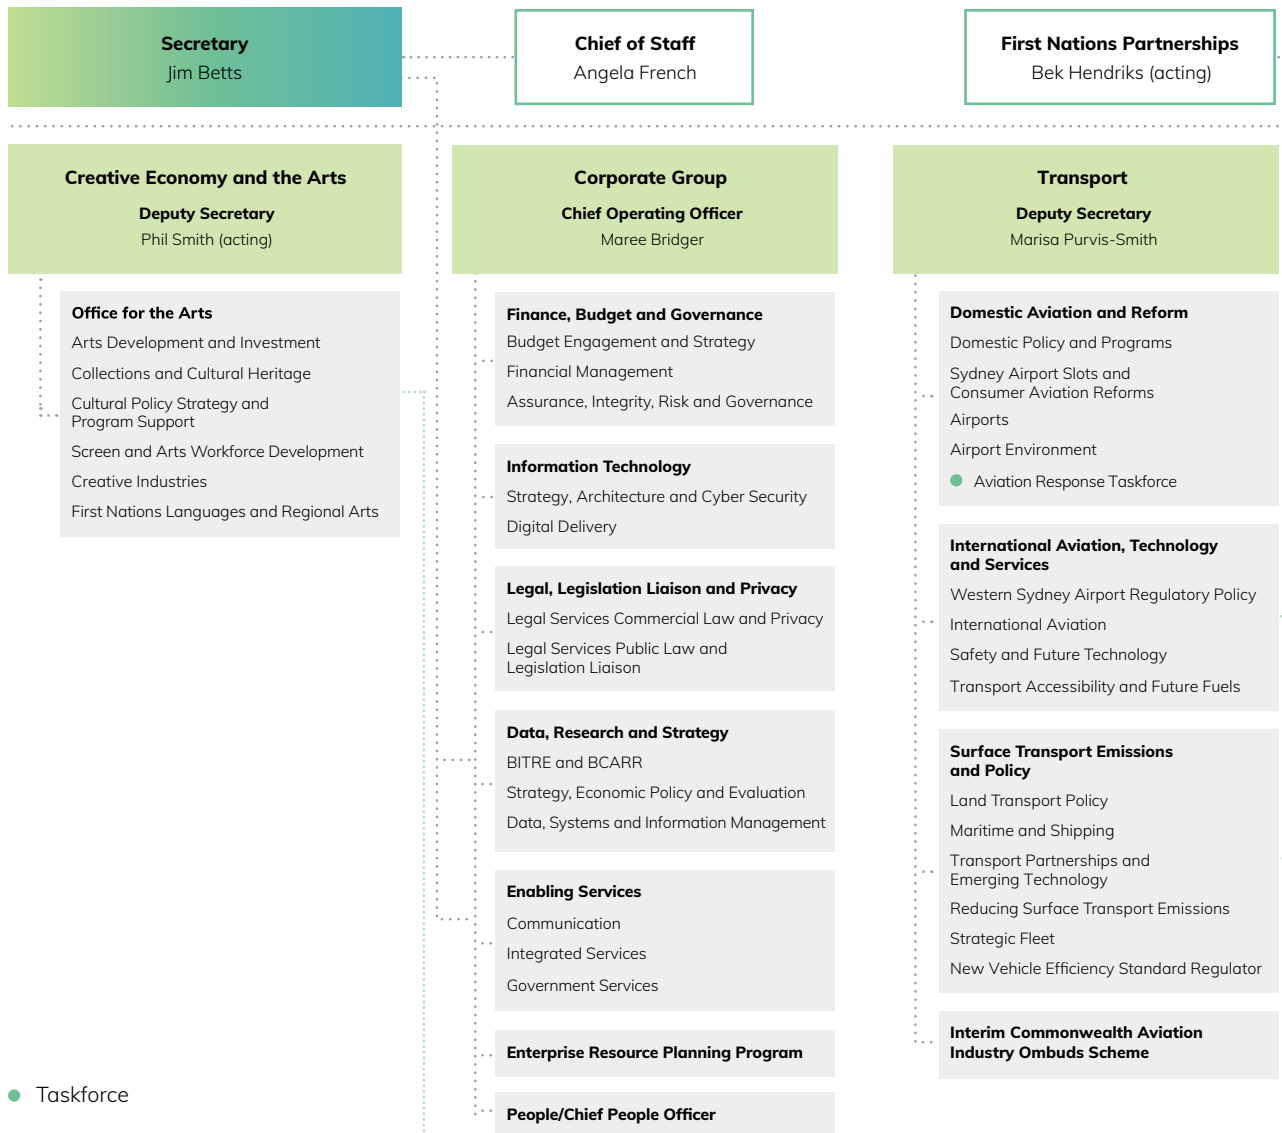 Secretary
Jim Betts
Chief of Staff
Angela French
First Nations Partnerships
Bek Hendriks (acting)
Creative Economy and the Arts
Deputy Secretary
Phil Smith (acting)
Office for the Arts
Arts Development and Investment
Collections and Cultural Heritage
Cultural Policy Strategy and
Program Support
Screen and Arts Workforce Development
Creative Industries
First Nations Languages and Regional Arts
Corporate Group
Chief Operating Officer
Maree Bridger
Finance, Budget and Governance
Budget Engagement and Strategy
Financial Management
Assurance, Integrity, Risk and Governance
Information Technology
Strategy, Architecture and Cyber Security
Digital Delivery
Legal, Legislation Liaison and Privacy
Legal Services Commercial Law and Privacy
Legal Services Public Law and
Legislation Liaison
Data, Research and Strategy
BITRE and BCARR
Strategy, Economic Policy and Evaluation
Data, Systems and Information Management
Enabling Services
Communication
Integrated Services
Government Services
Enterprise Resource Planning Program
People/Chief People Officer
Transport
Deputy Secretary
Marisa Purvis-Smith
Domestic Aviation and Reform
Domestic Policy and Programs
Sydney Airport Slots and
Consumer Aviation Reforms
Airports
Airport Environment
Aviation Response Taskforce
International Aviation, Technology
and Services
Western Sydney Airport Regulatory Policy
International Aviation
Safety and Future Technology
Transport Accessibility and Future Fuels
Surface Transport Emissions
and Policy
Land Transport Policy
Maritime and Shipping
Transport Partnerships and
Emerging Technology
Reducing Surface Transport Emissions
Strategic Fleet
New Vehicle Efficiency Standard Regulator
Interim Commonwealth Aviation
Industry Ombuds Scheme
Taskforce